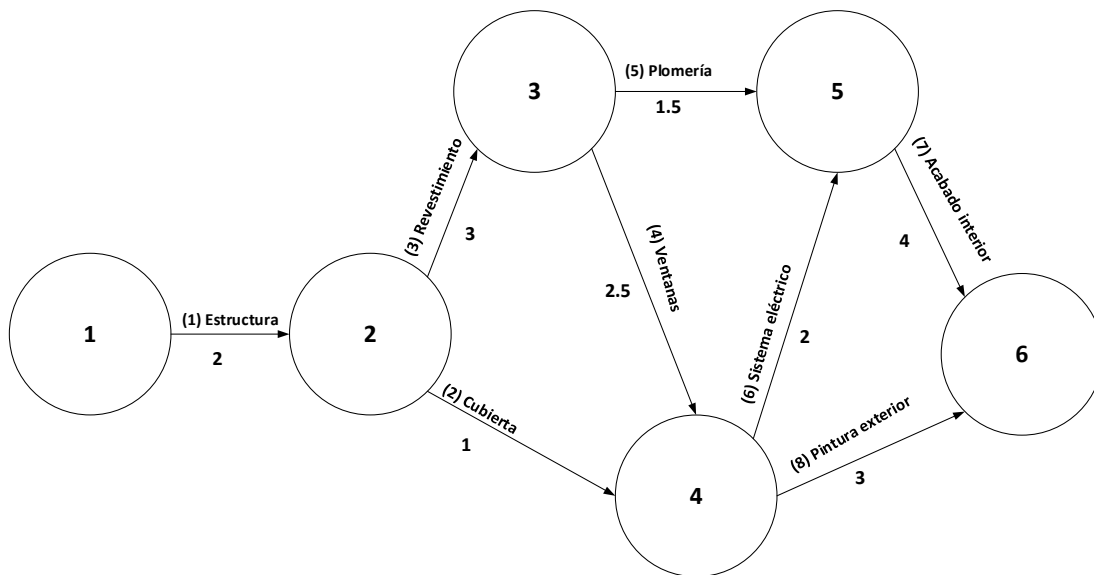 3
(5) Plomería
1.5
5
(3) Revestimiento
3
(4) Ventanas
2.5
(7) Acabado interior
4
1
(1) Estructura
2
2
(2) Cubierta
1
(6) Sistema eléctrico
2
6
4
(8) Pintura exterior
3